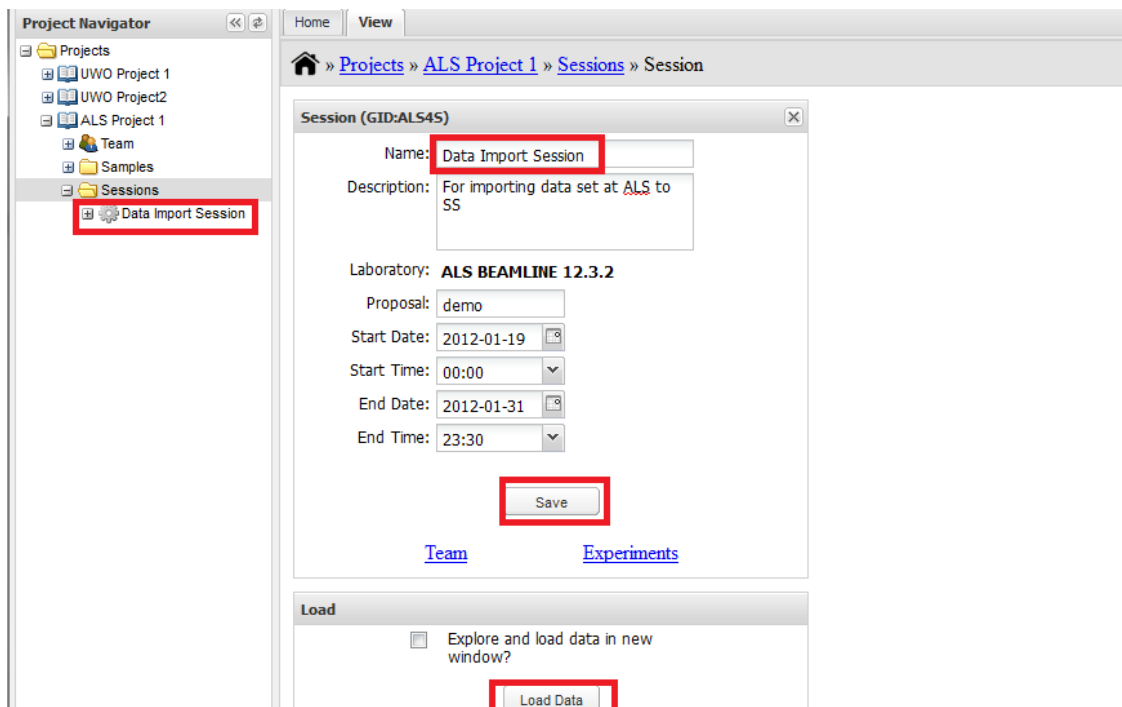 Project Navigator
Projects
UWO Project 1
UWO Project2
ALS Project 1
Team
Samples
Sessions
Data Import Session
Home View
» Projects » ALS Project 1 » Sessions » Session
Session (GID:ALS4S)
Name: Data Import Session
Description: For importing data set at ALS to
SS
Laboratory: ALS BEAMLINE 12.3.2
Proposal: demo
Start Date: 2012-01-19
Start Time: 00:00
End Date: 2012-01-31
End Time: 23:30
Save
Team Experiments
Load
Explore and load data in new
window?
Load Data